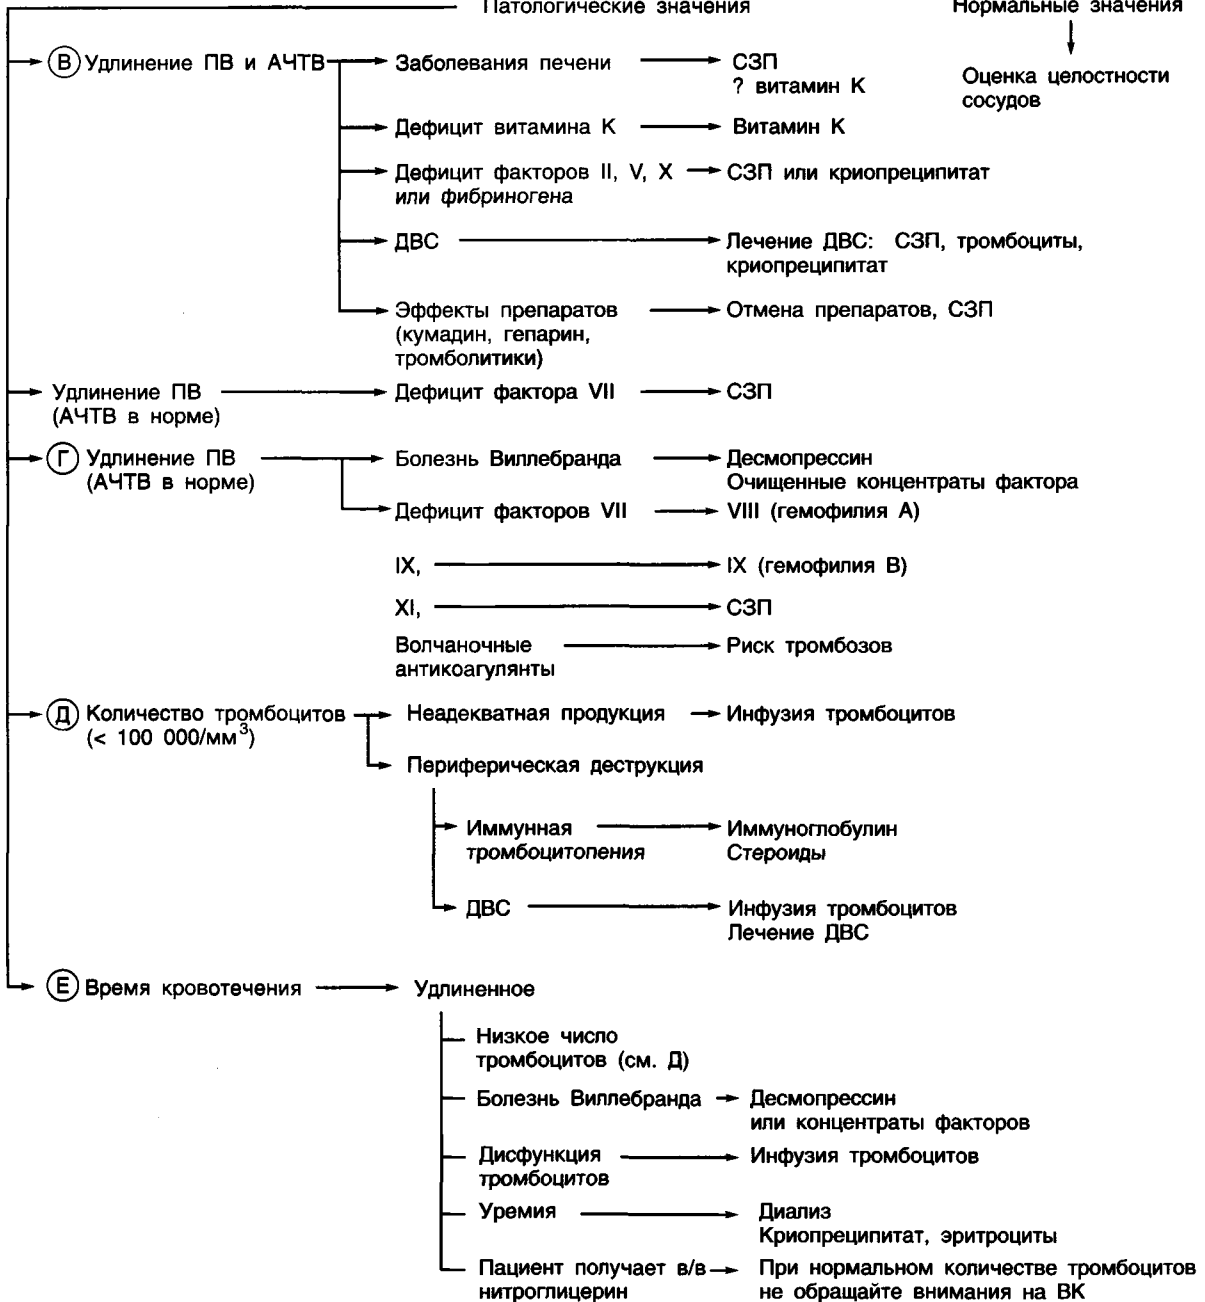 Патологические значения
Нормальные значения
В Удлинение ПВ и АЧТВ
Заболевания печени
СЗП
? витамин К
Оценка целостности
сосудов
Дефицит витамина К
Витамин К
Дефицит факторов II, V, X
или фибриногена
СЗП или криопреципитат
ДВС
Лечение ДВС: СЗП, тромбоциты,
криопреципитат
Эффекты препаратов
(кумадин, гепарин,
тромболитики)
Отмена препаратов, СЗП
Удлинение ПВ
(АЧТВ в норме)
Дефицит фактора VII
СЗП
Г Удлинение ПВ
(АЧТВ в норме)
Болезнь Виллебранда
Десмопрессин
Очищенные концентраты фактора
Дефицит факторов VII
VIII (гемофилия А)
IX,
IX (гемофилия В)
XI,
СЗП
Волчаночные
антикоагулянты
Риск тромбозов
Д Количество тромбоцитов
(< 100 000/мм³)
Неадекватная продукция
Инфузия тромбоцитов
Периферическая деструкция
Иммунная
тромбоцитопения
Иммуноглобулин
Стероиды
ДВС
Инфузия тромбоцитов
Лечение ДВС
Е Время кровотечения
Удлиненное
Низкое число
тромбоцитов (см. Д)
Болезнь Виллебранда
Десмопрессин
или концентраты факторов
Дисфункция
тромбоцитов
Инфузия тромбоцитов
Уремия
Диализ
Криопреципитат, эритроциты
Пациент получает в/в
нитроглицерин
При нормальном количестве тромбоцитов
не обращайте внимания на ВК